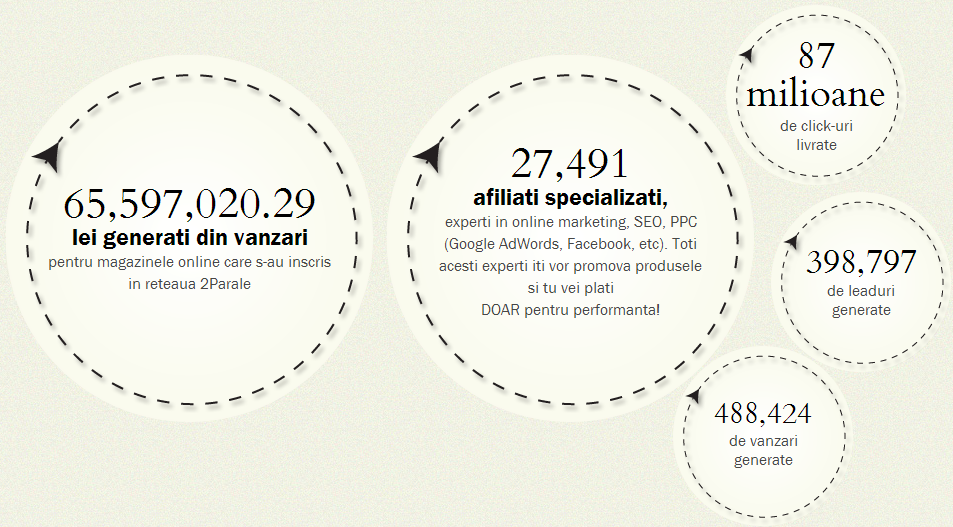 65,597,020.29
lei generati din vanzari
pentru magazinele online care s-au inscris
in reteaua 2Parale
27,491
afiliati specializati,
experti in online marketing, SEO, PPC
(Google AdWords, Facebook, etc). Toti
acesti experti iti vor promova produsele
si tu vei plati
DOAR pentru performanta!
87
milioane
de click-uri
livrate
398,797
de leaduri
generate
488,424
de vanzari
generate